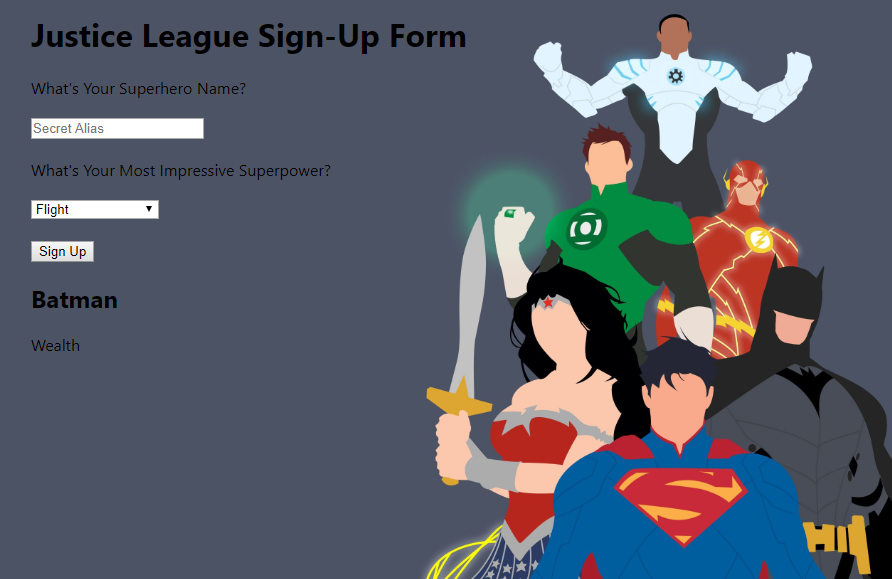 Justice League Sign-Up Form
What's Your Superhero Name?
Secret Alias
What's Your Most Impressive Superpower?
Flight
Sign Up
Batman
Wealth